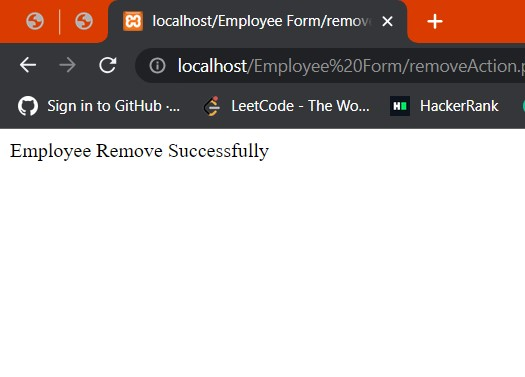 localhost/Employee Form/remov
localhost/Employee%20Form/removeAction.p
Sign in to GitHub ·... LeetCode - The Wo... HackerRank
Employee Remove Successfully